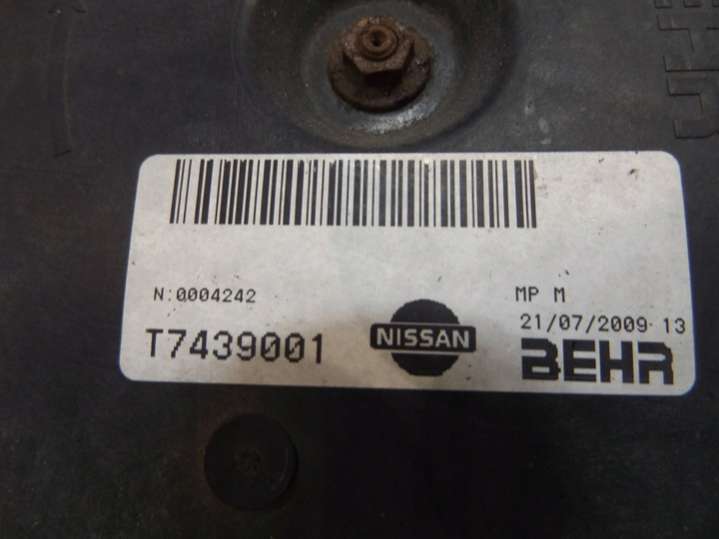 N:0004242
MP M
21/07/2009 13
T7439001
NISSAN
BEHR